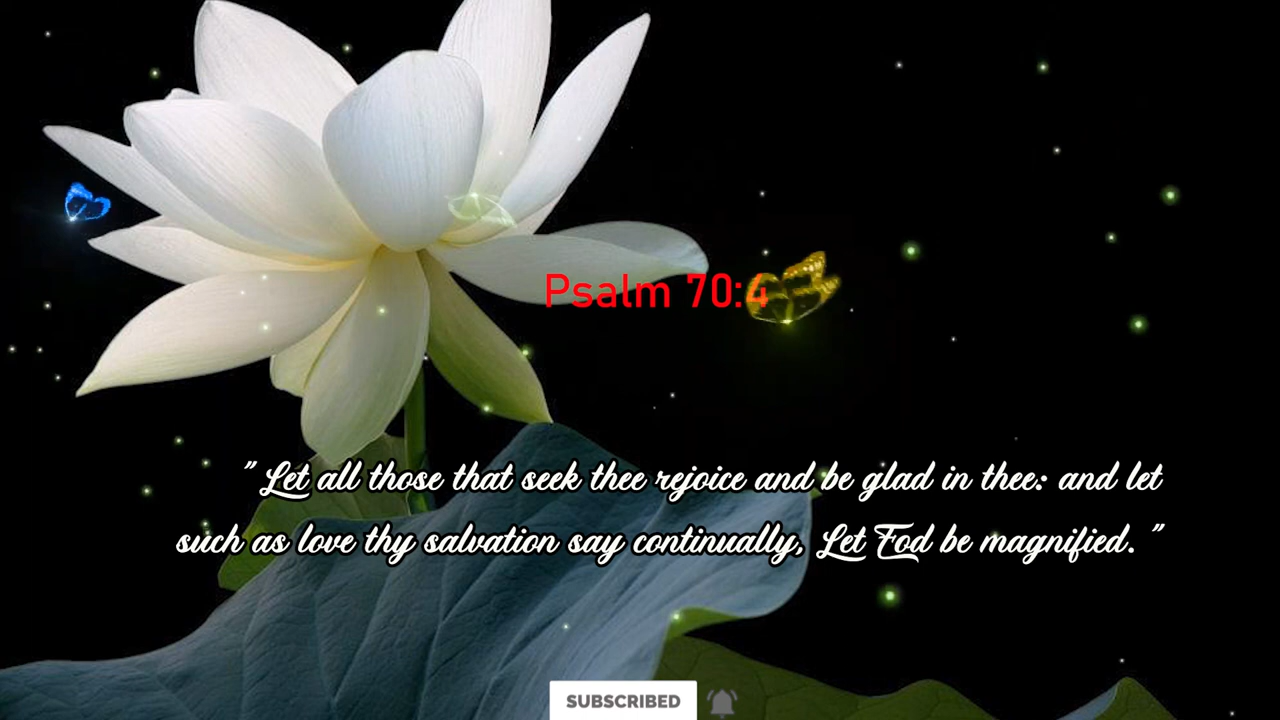 Psalm 70:4
" Let all those that seek thee rejoice and be glad in thee: and let
such as love thy salvation say continually, Let God be magnified. "
SUBSCRIBED